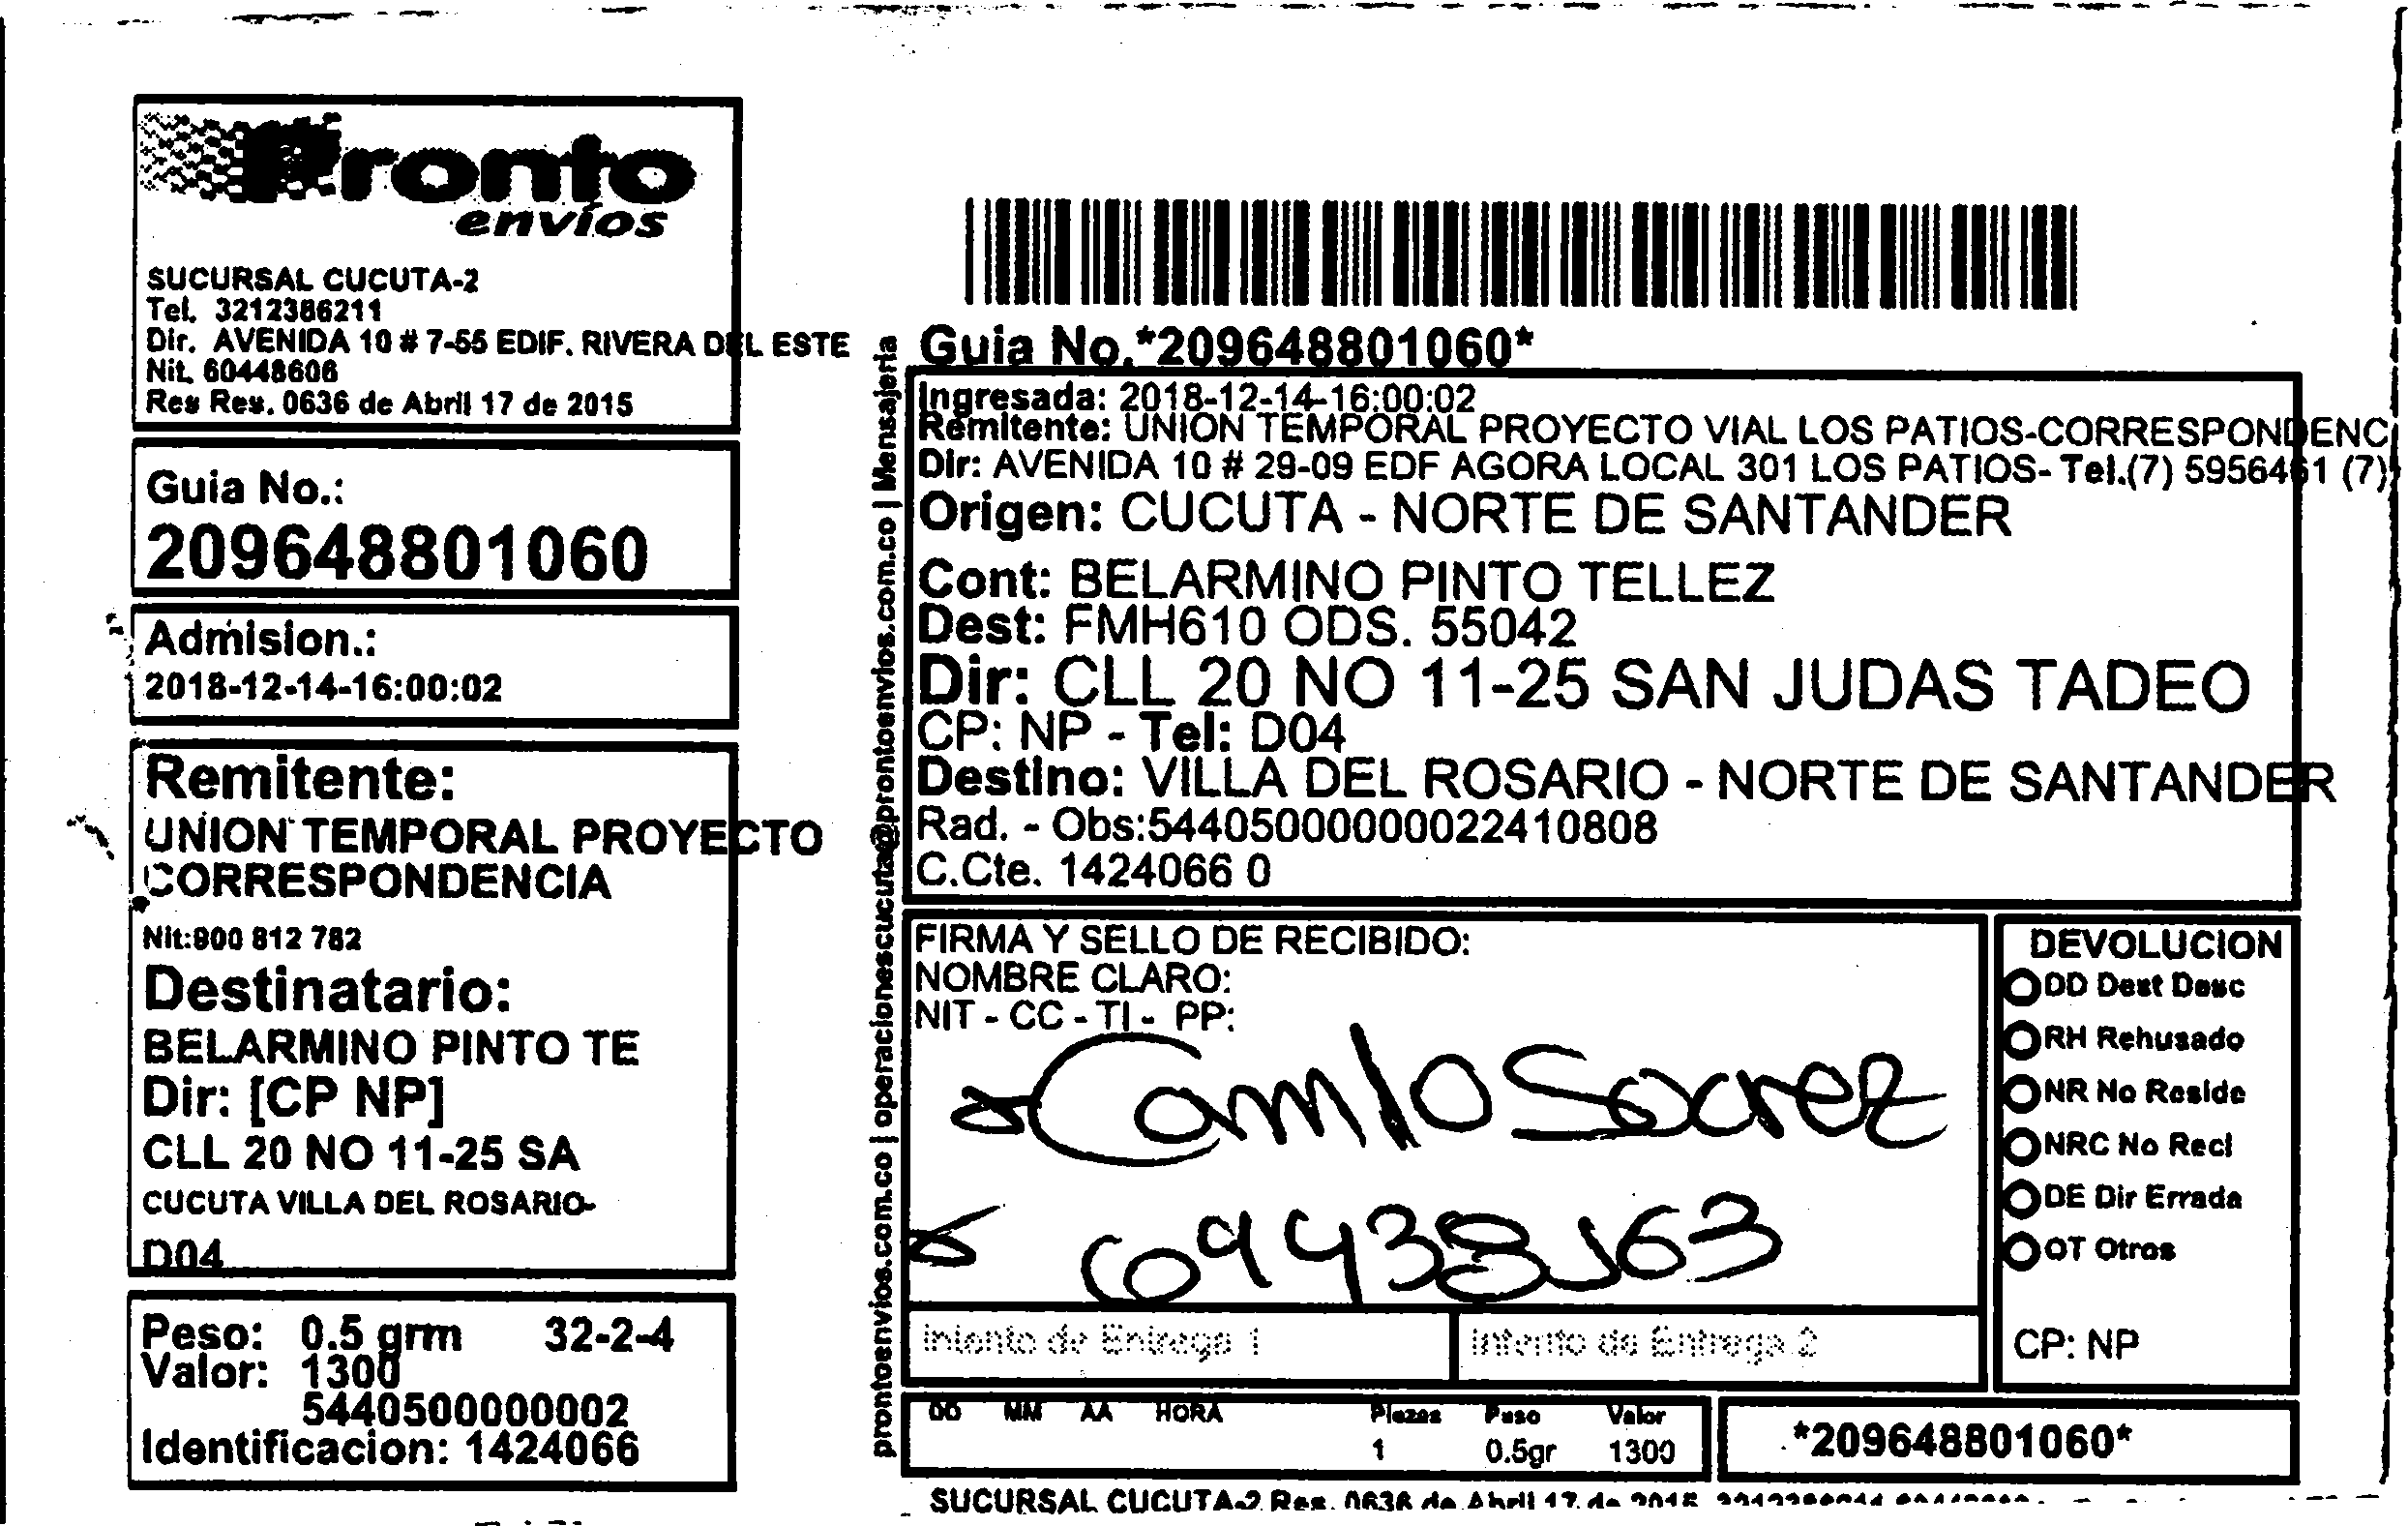 Pronto
envíos
SUCURSAL CUCUTA-2
Tel. 3212386211
Dir. AVENIDA 10 # 7-55 EDIF. RIVERA DEL ESTE
Nit. 60448606
Res Res. 0636 de Abril 17 de 2015
Guia No.:
209648801060
Admision.:
2018-12-14-16:00:02
Remitente:
UNION TEMPORAL PROYECTO
CORRESPONDENCIA
Nit:900 812 782
Destinatario:
BELARMINO PINTO TE
Dir: [CP NP]
CLL 20 NO 11-25 SA
CUCUTA VILLA DEL ROSARIO-
D04
Peso: 0.5 grm 32-2-4
Valor: 1300
5440500000002
Identificacion: 1424066
prontoenvios.com.co | operacionescucuta@prontoenvios.com.co | Mensajeria
Guia No.*209648801060*
Ingresada: 2018-12-14-16:00:02
Remitente: UNION TEMPORAL PROYECTO VIAL LOS PATIOS-CORRESPONDENC
Dir: AVENIDA 10 # 29-09 EDF AGORA LOCAL 301 LOS PATIOS- Tel.(7) 5956461 (7)
Origen: CUCUTA - NORTE DE SANTANDER
Cont: BELARMINO PINTO TELLEZ
Dest: FMH610 ODS. 55042
Dir: CLL 20 NO 11-25 SAN JUDAS TADEO
CP: NP - Tel: D04
Destino: VILLA DEL ROSARIO - NORTE DE SANTANDER
Rad. - Obs:544050000000022410808
C.Cte. 1424066 0
FIRMA Y SELLO DE RECIBIDO:
NOMBRE CLARO:
NIT - CC - TI - PP:
Camilo Suarez
Intento de Entrega 1
Intento de Entrega 2
DEVOLUCION
DD Dest Desc
RH Rehusado
NR No Reside
NRC No Recl
DE Dir Errada
OT Otros
CP: NP
DD MM AA HORA Piezas Peso Valor
1 0.5gr 1300
*209648801060*
SUCURSAL CUCUTA-2 Res. 0636 de Abril 17 de 2015